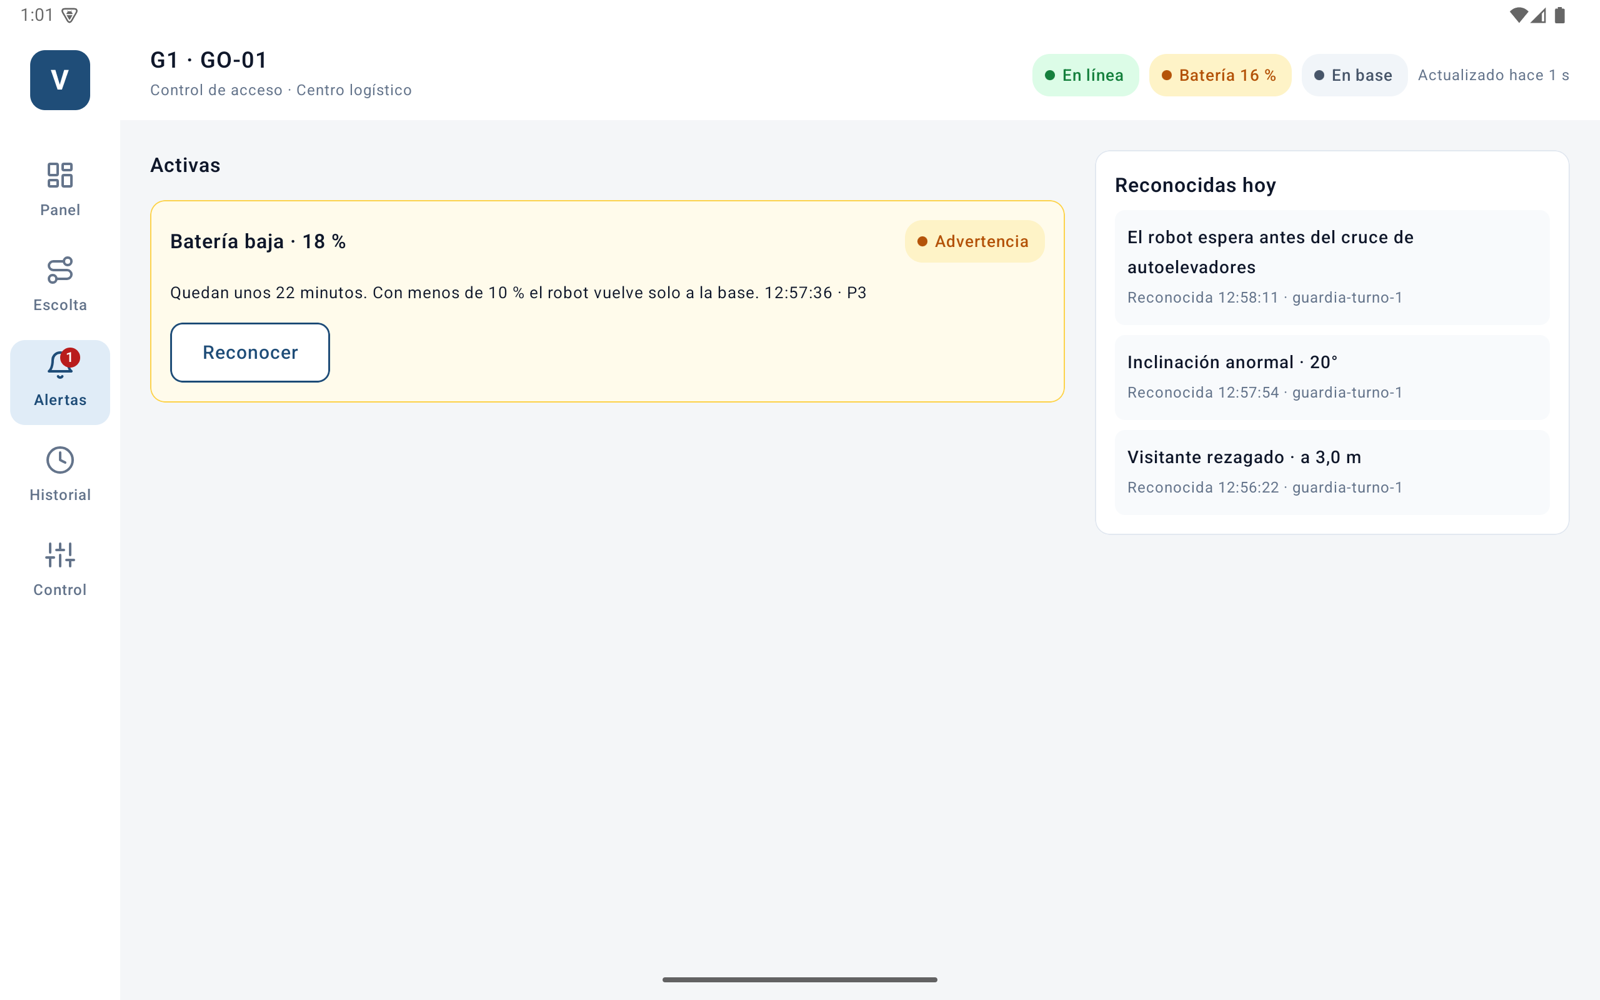 1:01
V
G1 · GO-01
Control de acceso · Centro logístico
En línea
Batería 16 %
En base
Actualizado hace 1 s
Panel
Escolta
1
Alertas
Historial
Control
Activas
Batería baja · 18 %
Advertencia
Quedan unos 22 minutos. Con menos de 10 % el robot vuelve solo a la base. 12:57:36 · P3
Reconocer
Reconocidas hoy
El robot espera antes del cruce de
autoelevadores
Reconocida 12:58:11 · guardia-turno-1
Inclinación anormal · 20°
Reconocida 12:57:54 · guardia-turno-1
Visitante rezagado · a 3,0 m
Reconocida 12:56:22 · guardia-turno-1